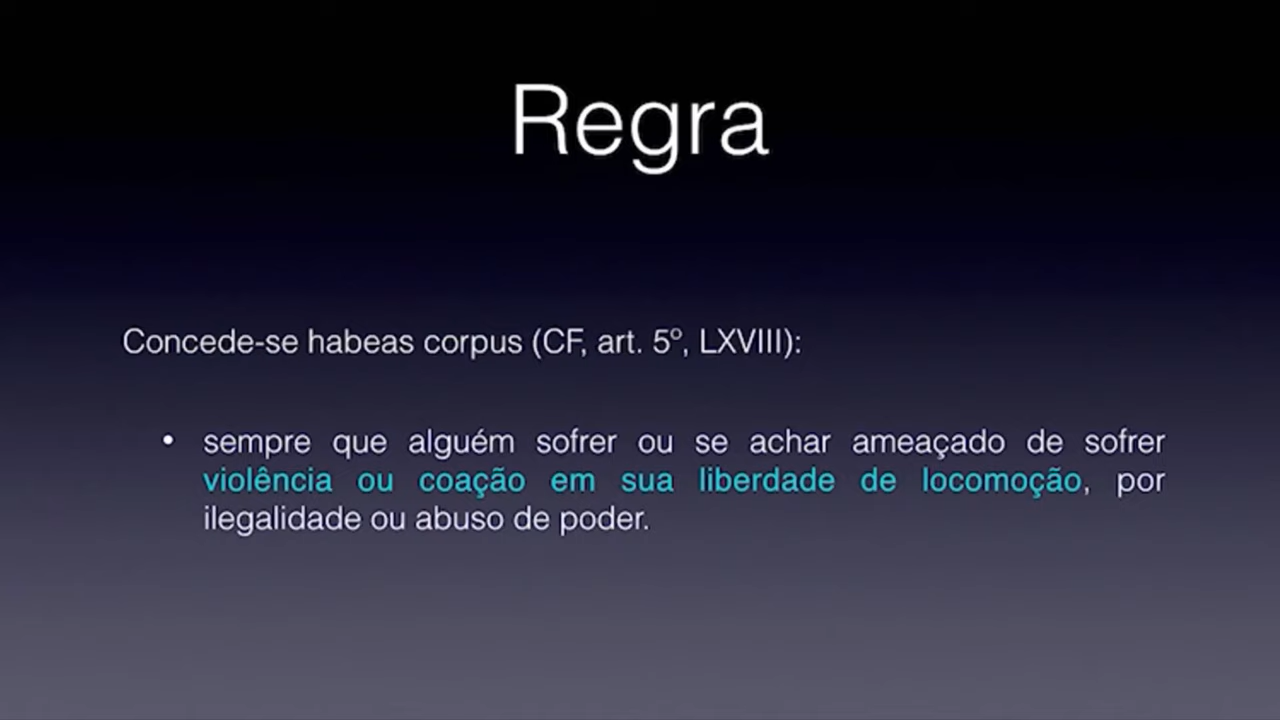 Regra
Concede-se habeas corpus (CF, art. 5º, LXVIII):
• sempre que alguém sofrer ou se achar ameaçado de sofrer
violência ou coação em sua liberdade de locomoção, por
ilegalidade ou abuso de poder.